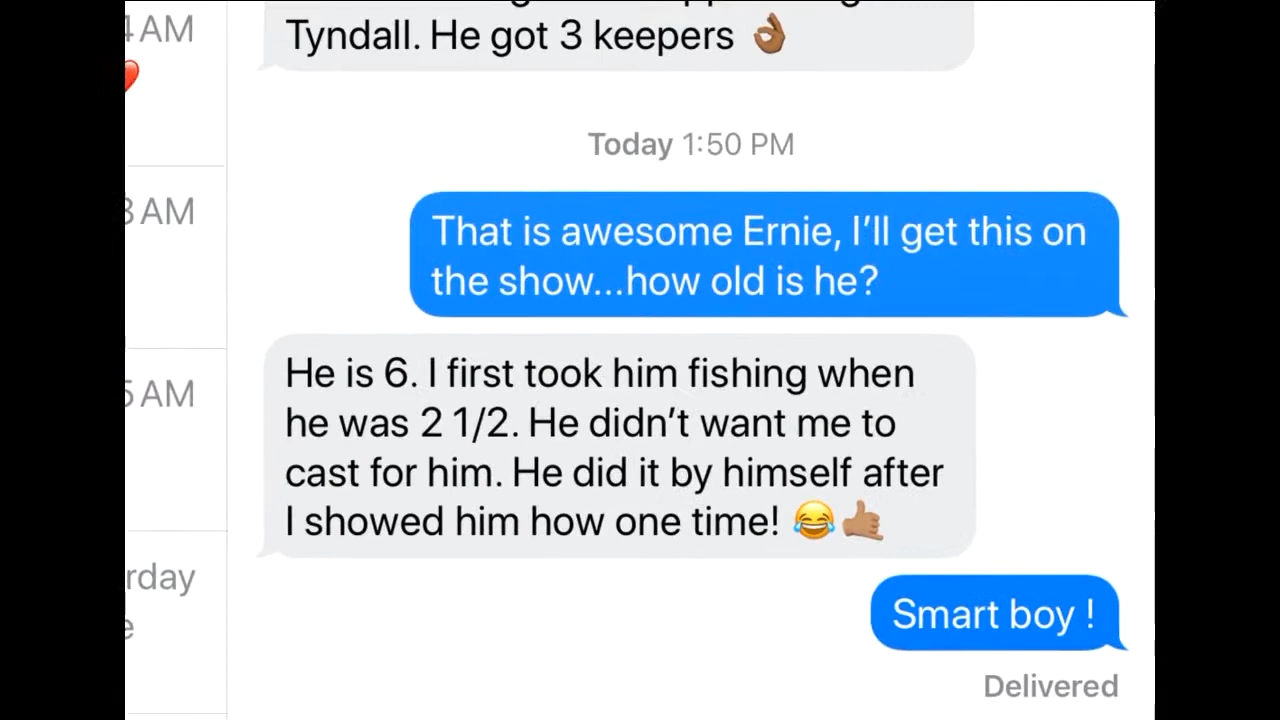 Tyndall. He got 3 keepers 👌🏾
Today 1:50 PM
That is awesome Ernie, I’ll get this on
the show...how old is he?
He is 6. I first took him fishing when
he was 2 1/2. He didn’t want me to
cast for him. He did it by himself after
I showed him how one time! 😂🤙🏽
Smart boy !
Delivered
AM
AM
AM